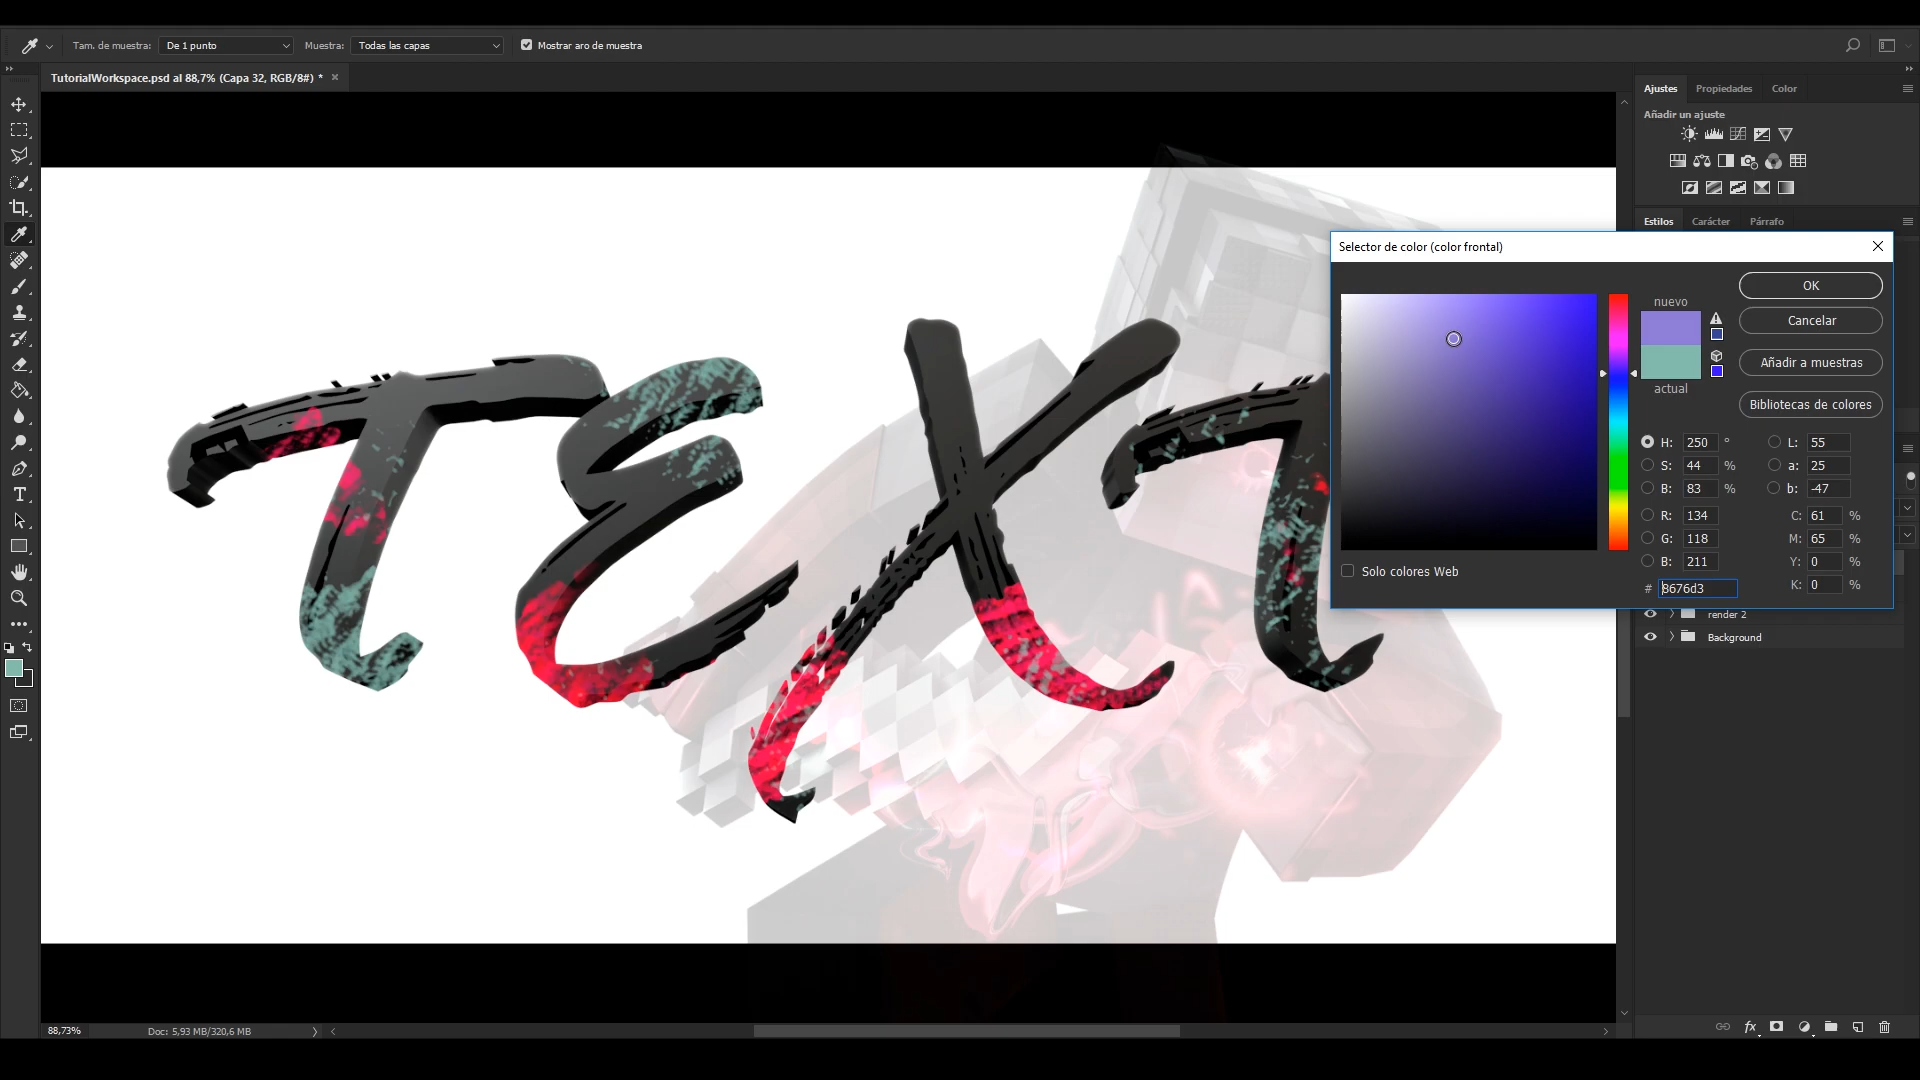 Tam. de muestra: De 1 punto Muestra: Todas las capas Mostrar aro de muestra
TutorialWorkspace.psd al 88,7% (Capa 32, RGB/8#) * ×
Ajustes Propiedades Color
Añadir un ajuste
Estilos Carácter Párrafo
Selector de color (color frontal)
nuevo
actual
OK
Cancelar
Añadir a muestras
Bibliotecas de colores
H: 250 ° L: 55
S: 44 % a: 25
B: 83 % b: -47
R: 134 C: 61 %
G: 118 M: 65 %
B: 211 Y: 0 %
# 8676d3 K: 0 %
Solo colores Web
TEXT
render 2
Background
88,73% Doc: 5,93 MB/320,6 MB
fx